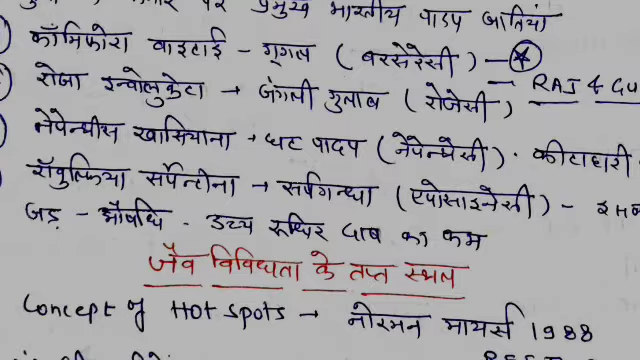 पर प्रमुख भारतीय पादप जातियां
कॉमिफोरा वाइटाई - गूगल (बरसेरेसी) -
रोजा इन्वोलुक्रेटा → जंगली गुलाब (रोजेसी) - RAJ & Gu
नेपेन्थीस खासियाना → घट पादप (नेपेन्थेसी). कीटाहारी
रॉवुल्फिया सर्पेन्टीना → सर्पगन्धा (एपोसाइनेसी) -
जड़ - औषधि - उच्च रूधिर दाब का कम
जैव विविधता के तप्त स्थल
Concept of Hot spots → नोरमन मायर्स 1988